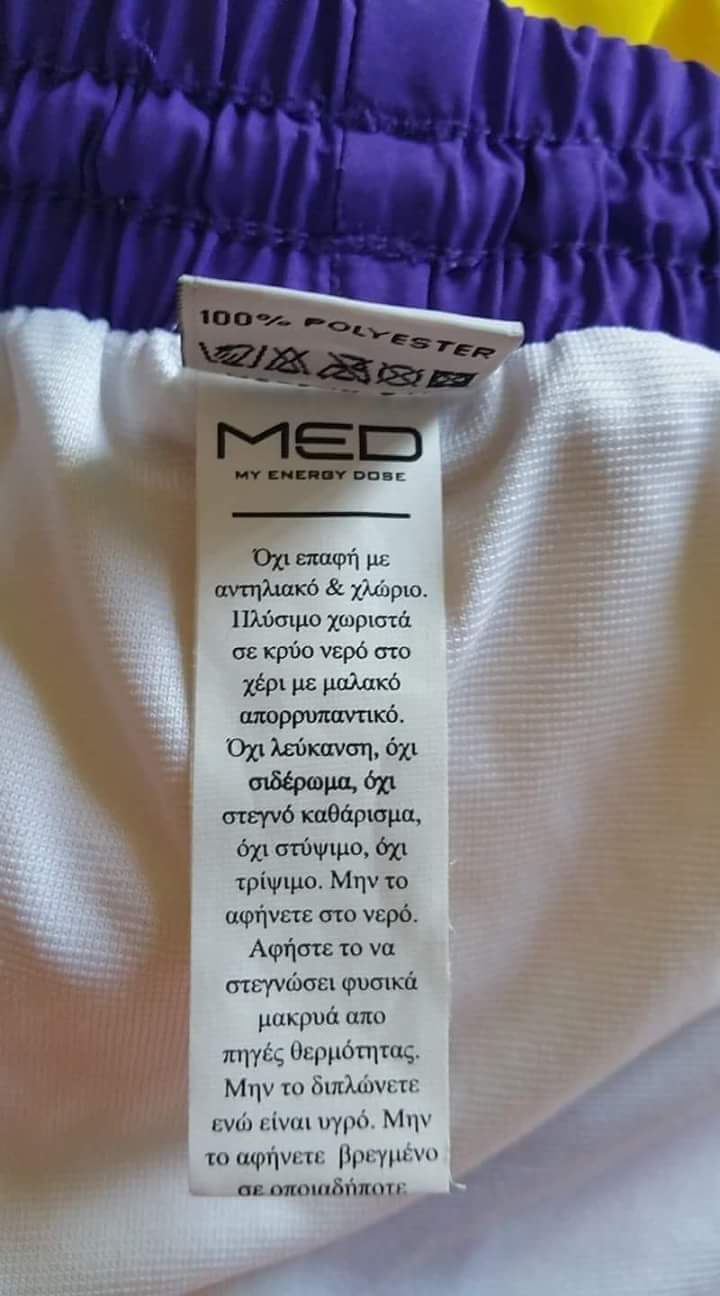 100% POLYESTER
MED
MY ENERGY DOSE
Όχι επαφή με
αντηλιακό & χλώριο.
Πλύσιμο χωριστά
σε κρύο νερό στο
χέρι με μαλακό
απορρυπαντικό.
Όχι λεύκανση, όχι
σιδέρωμα, όχι
στεγνό καθάρισμα,
όχι στύψιμο, όχι
τρίψιμο. Μην το
αφήνετε στο νερό.
Αφήστε το να
στεγνώσει φυσικά
μακρυά απο
πηγές θερμότητας.
Μην το διπλώνετε
ενώ είναι υγρό. Μην
το αφήνετε βρεγμένο
σε οποιαδήποτε